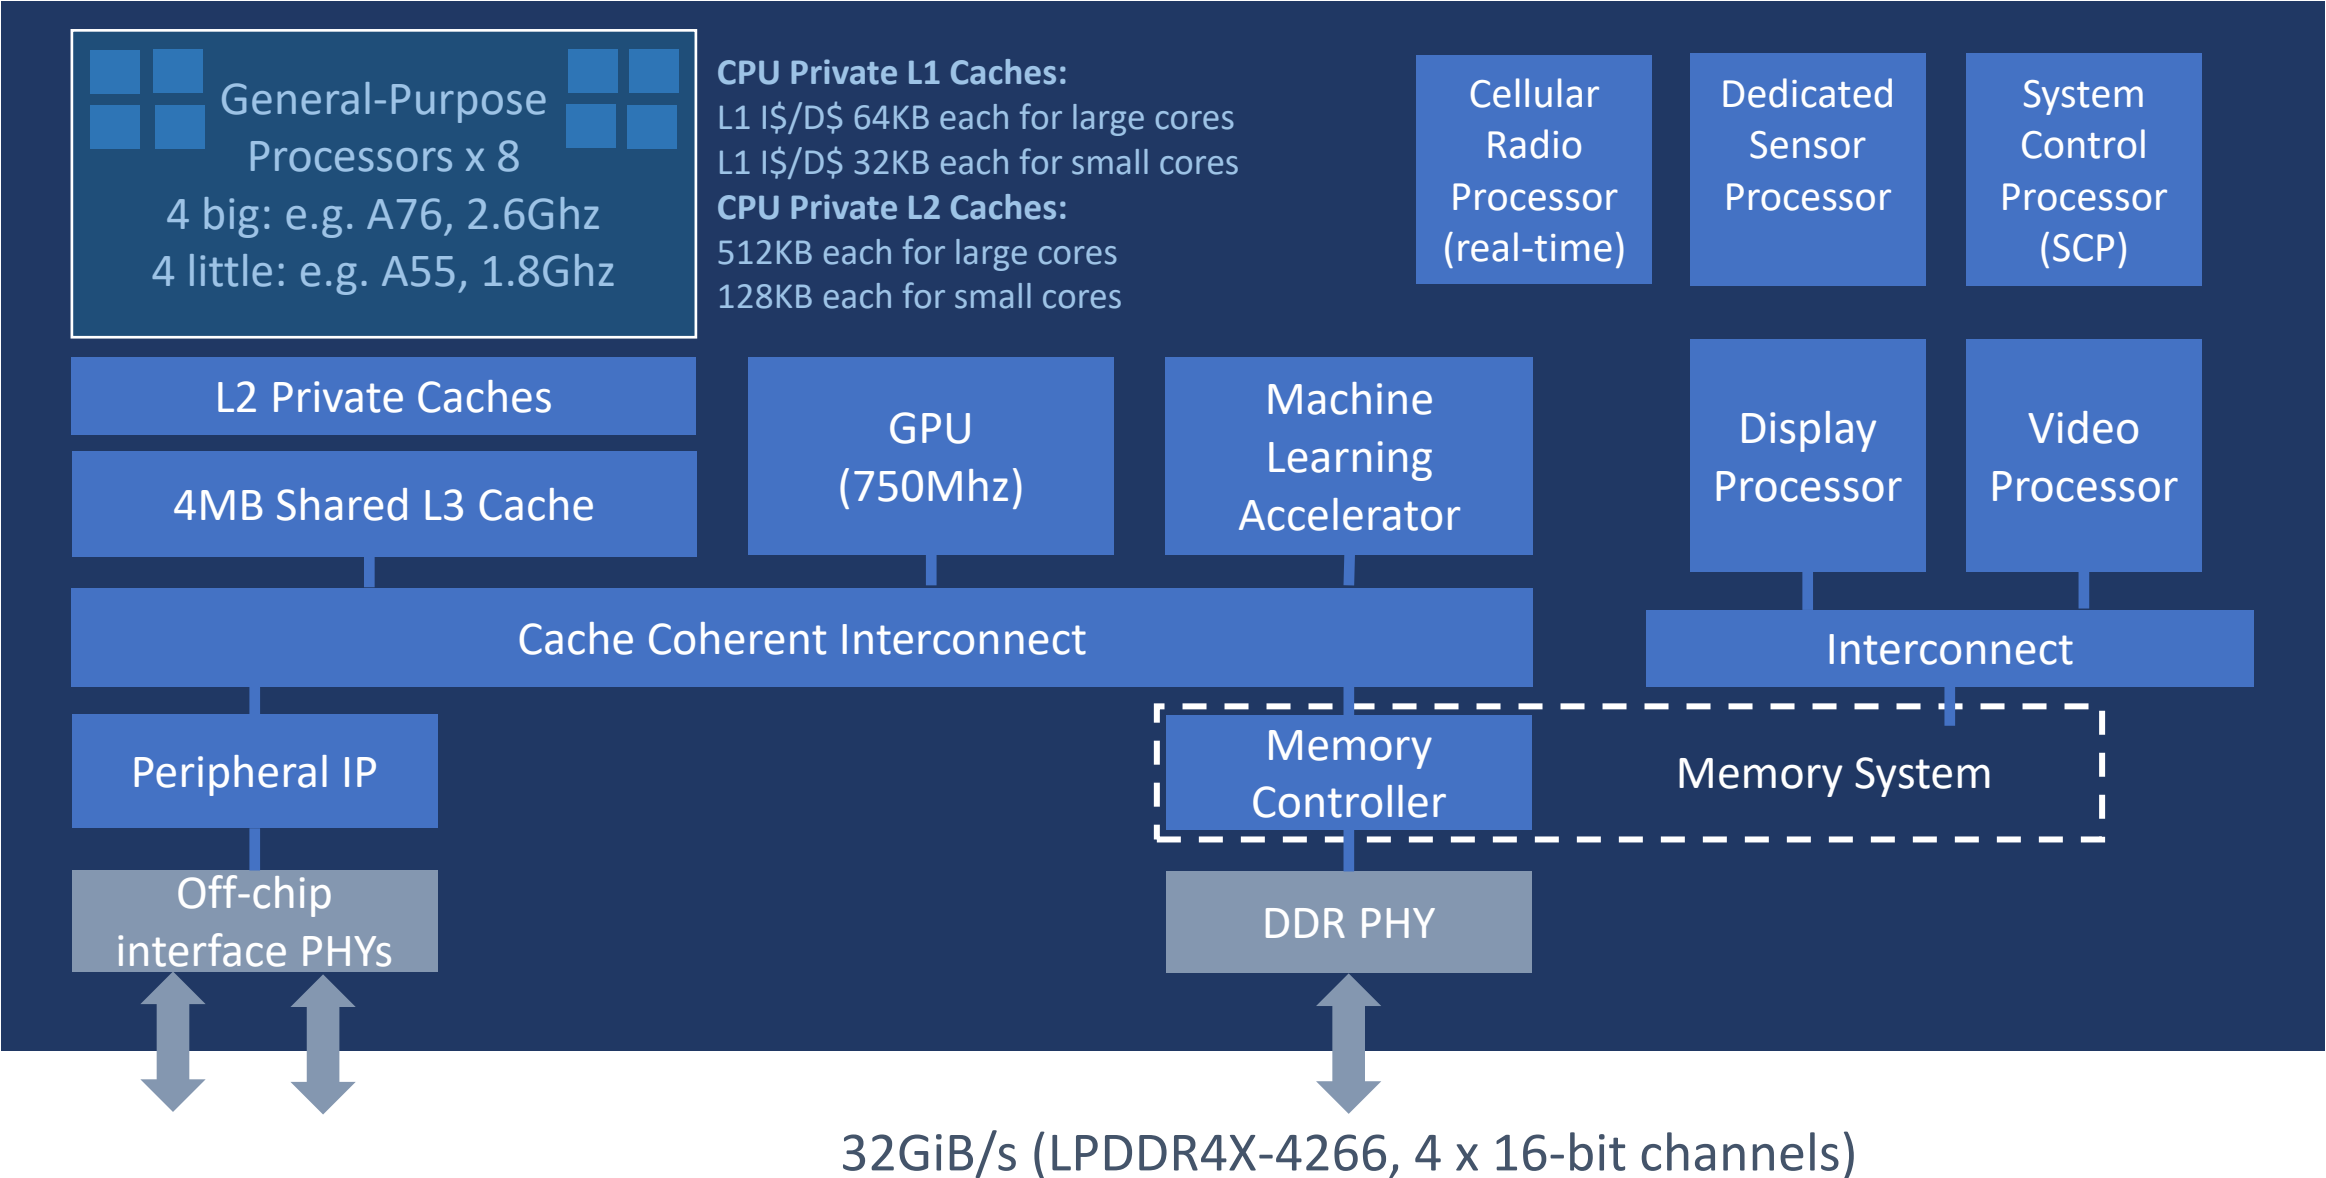 General-Purpose
Processors x 8
4 big: e.g. A76, 2.6Ghz
4 little: e.g. A55, 1.8Ghz
CPU Private L1 Caches:
L1 I$/D$ 64KB each for large cores
L1 I$/D$ 32KB each for small cores
CPU Private L2 Caches:
512KB each for large cores
128KB each for small cores
Cellular
Radio
Processor
(real-time)
Dedicated
Sensor
Processor
System
Control
Processor
(SCP)
L2 Private Caches
4MB Shared L3 Cache
GPU
(750Mhz)
Machine
Learning
Accelerator
Display
Processor
Video
Processor
Cache Coherent Interconnect
Interconnect
Peripheral IP
Memory
Controller
Memory System
Off-chip
interface PHYs
DDR PHY
32GiB/s (LPDDR4X-4266, 4 x 16-bit channels)